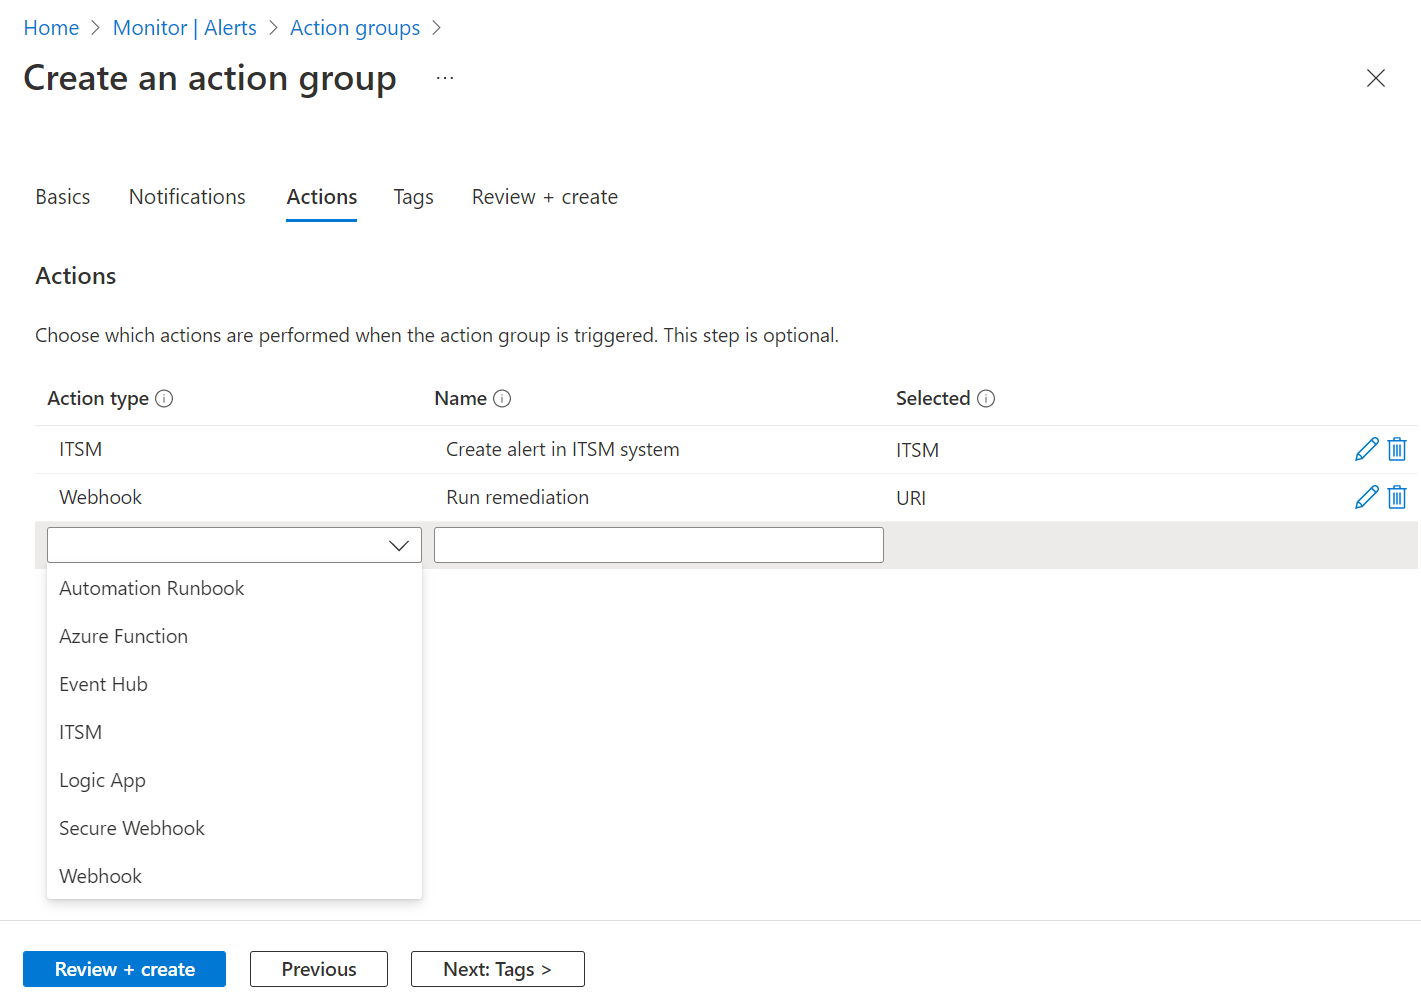 Home > Monitor | Alerts > Action groups >
Create an action group ...
Basics Notifications Actions Tags Review + create
Actions
Choose which actions are performed when the action group is triggered. This step is optional.
Action type Name Selected
ITSM Create alert in ITSM system ITSM
Webhook Run remediation URI
Automation Runbook
Azure Function
Event Hub
ITSM
Logic App
Secure Webhook
Webhook
Review + create Previous Next: Tags >